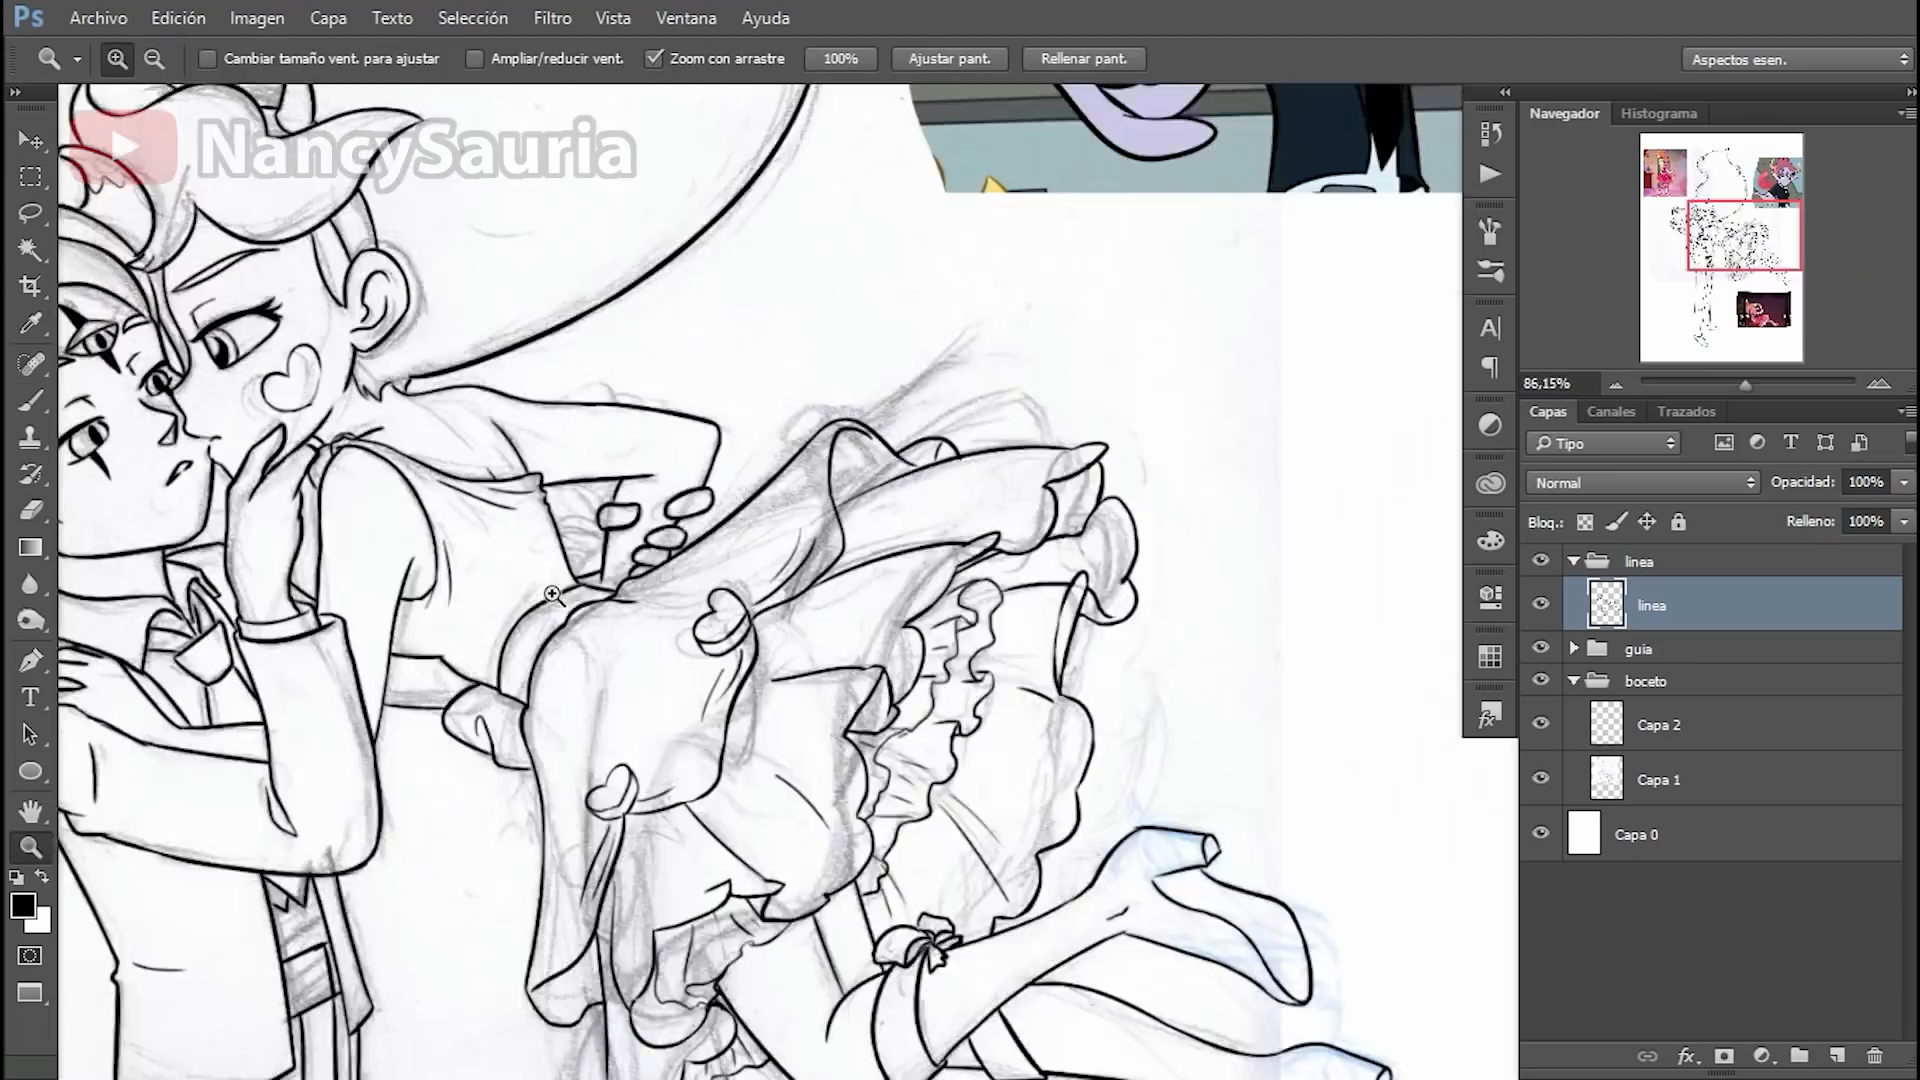 Ps Archivo Edición Imagen Capa Texto Selección Filtro Vista Ventana Ayuda
Cambiar tamaño vent. para ajustar Ampliar/reducir vent. Zoom con arrastre 100% Ajustar pant. Rellenar pant. Aspectos esen.
NancySauria
Navegador Histograma
86,15%
Capas Canales Trazados
Tipo
Normal Opacidad: 100%
Bloq.: Relleno: 100%
linea
linea
guia
boceto
Capa 2
Capa 1
Capa 0